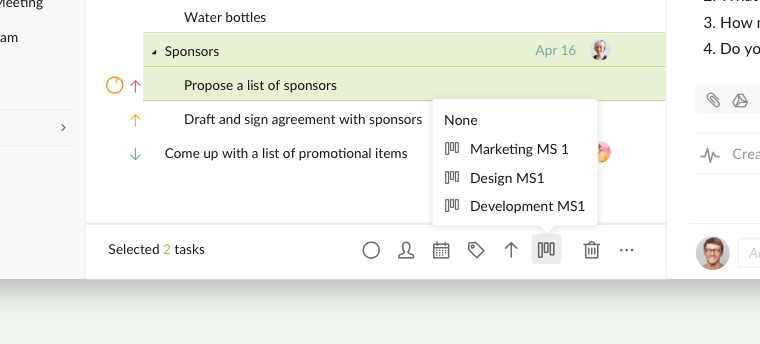 Meeting
Water bottles
Sponsors
Apr 16
Propose a list of sponsors
Draft and sign agreement with sponsors
Come up with a list of promotional items
None
Marketing MS 1
Design MS1
Development MS1
Selected 2 tasks
3. How
4. Do yo
Crea